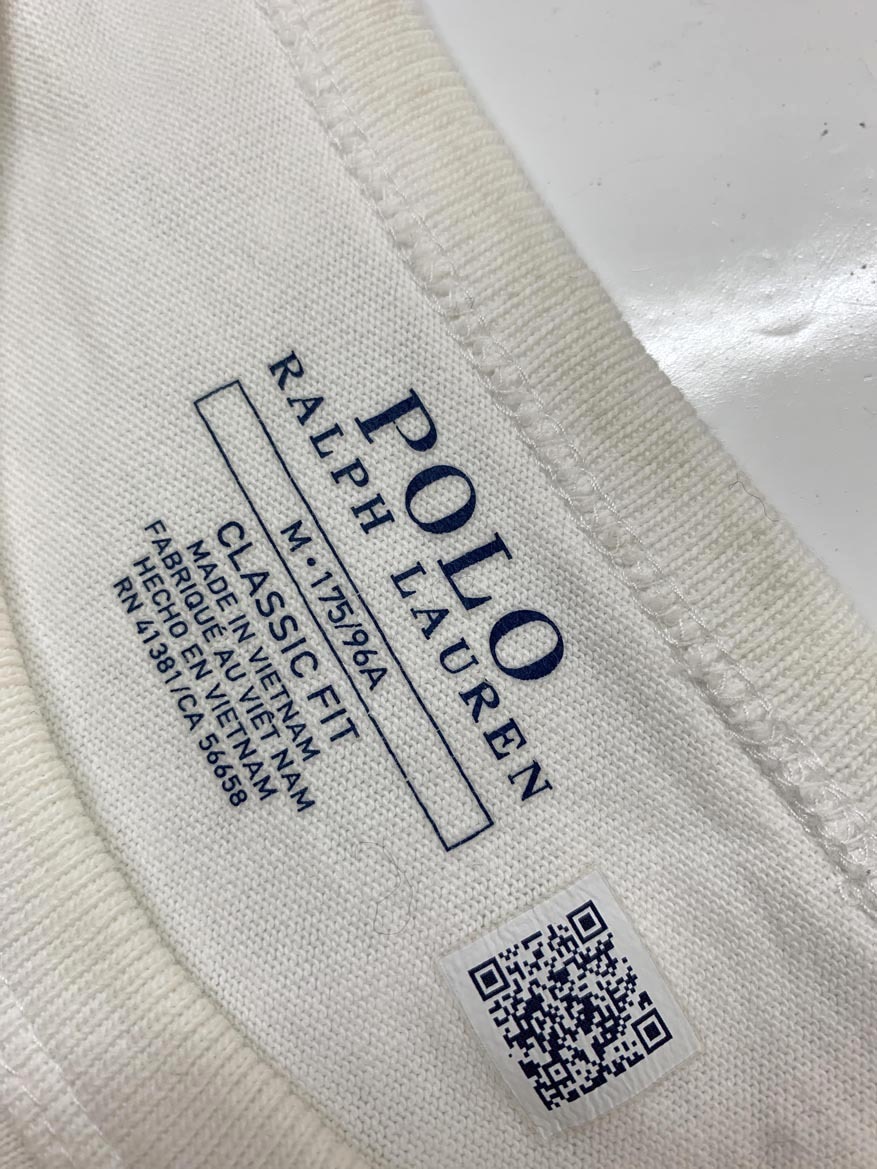 POLO
RALPH LAUREN
M • 175/96A
CLASSIC FIT
MADE IN VIETNAM
FABRIQUÉ AU VIÊT NAM
HECHO EN VIETNAM
RN 41381/CA 56658